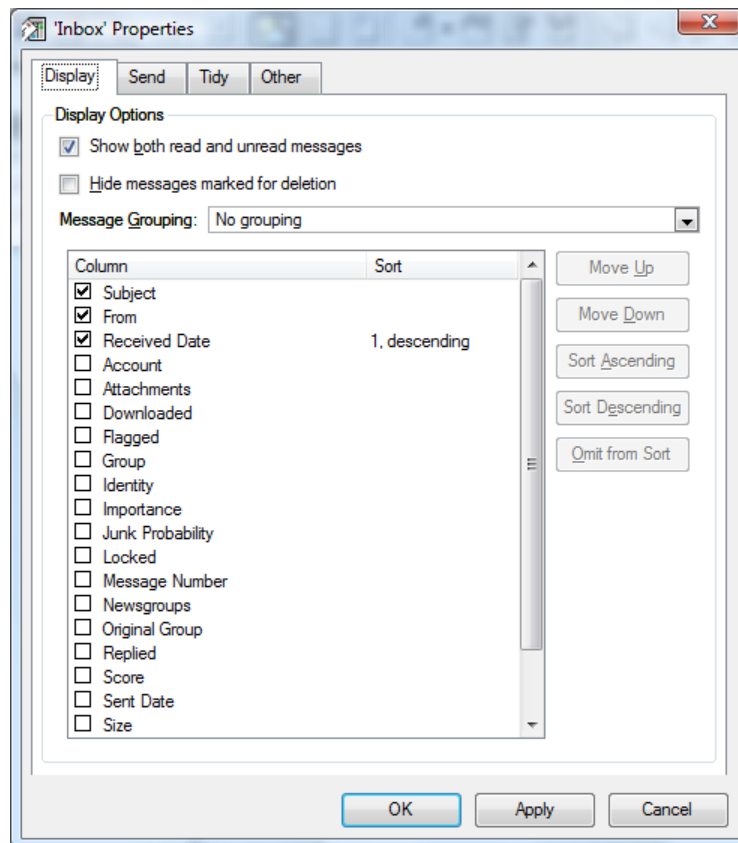 'Inbox' Properties
Display Send Tidy Other
Display Options
Show both read and unread messages
Hide messages marked for deletion
Message Grouping: No grouping
Column Sort
Subject
From
Received Date 1, descending
Account
Attachments
Downloaded
Flagged
Group
Identity
Importance
Junk Probability
Locked
Message Number
Newsgroups
Original Group
Replied
Score
Sent Date
Size
Move Up
Move Down
Sort Ascending
Sort Descending
Omit from Sort
OK Apply Cancel